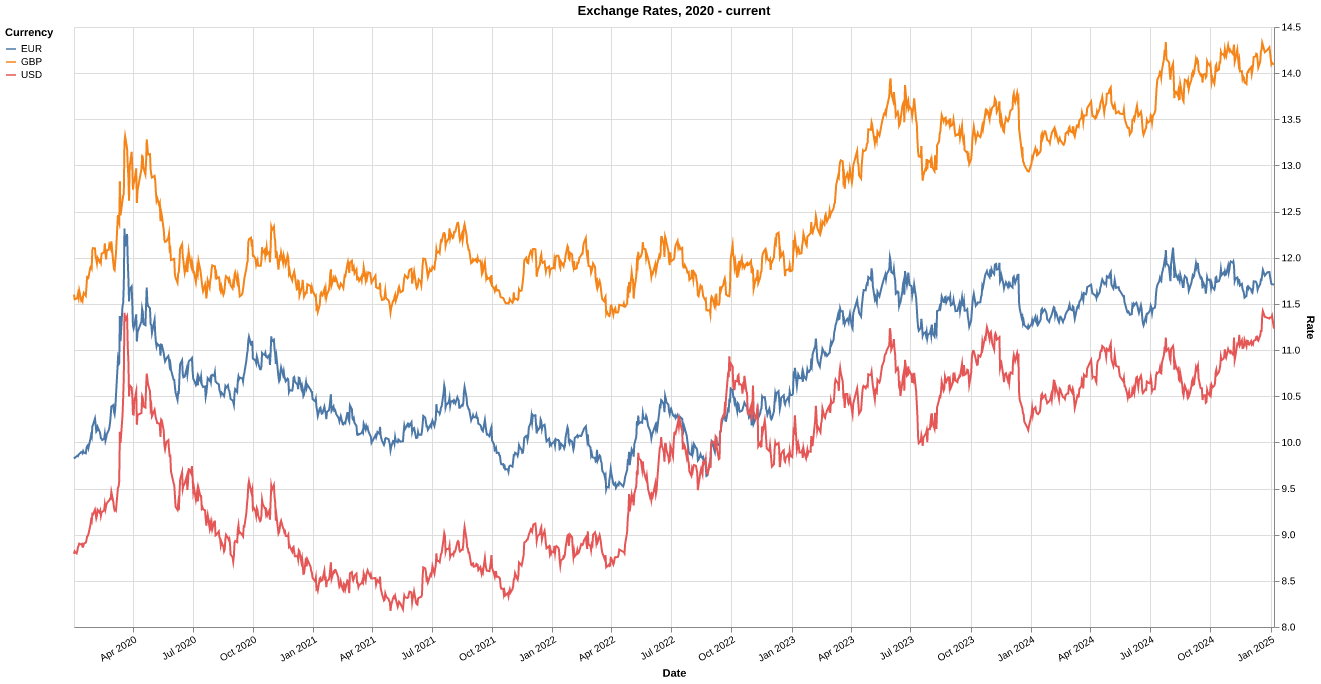 Exchange Rates, 2020 - current
Currency
EUR
GBP
USD
14.5
14.0
13.5
13.0
12.5
12.0
11.5
11.0
10.5
10.0
9.5
9.0
8.5
8.0
Rate
Apr 2020
Jul 2020
Oct 2020
Jan 2021
Apr 2021
Jul 2021
Oct 2021
Jan 2022
Apr 2022
Jul 2022
Oct 2022
Jan 2023
Apr 2023
Jul 2023
Oct 2023
Jan 2024
Apr 2024
Jul 2024
Oct 2024
Jan 2025
Date